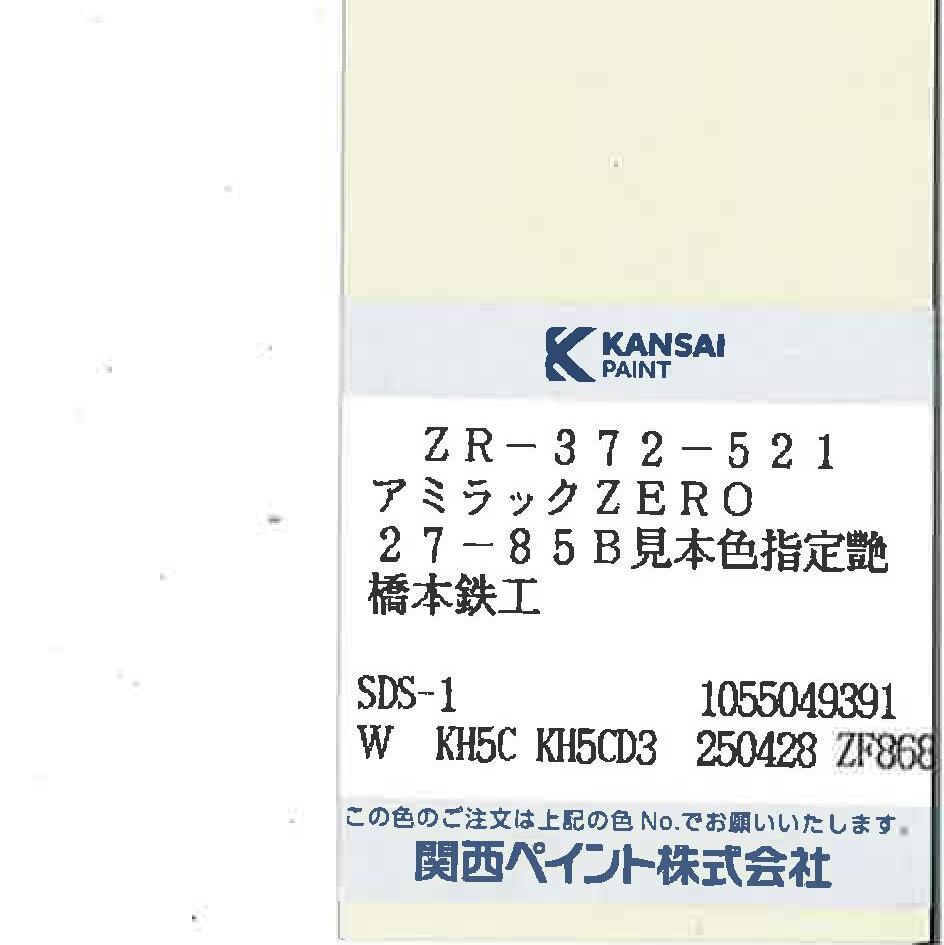 KANSAI
PAINT
ZR-372-521
アミラックZERO
27-85B見本色指定艶
橋本鉄工
SDS-1 1055049391
W KH5C KH5CD3 250428 ZF868
この色のご注文は上記の色No.でお願いいたします。
関西ペイント株式会社